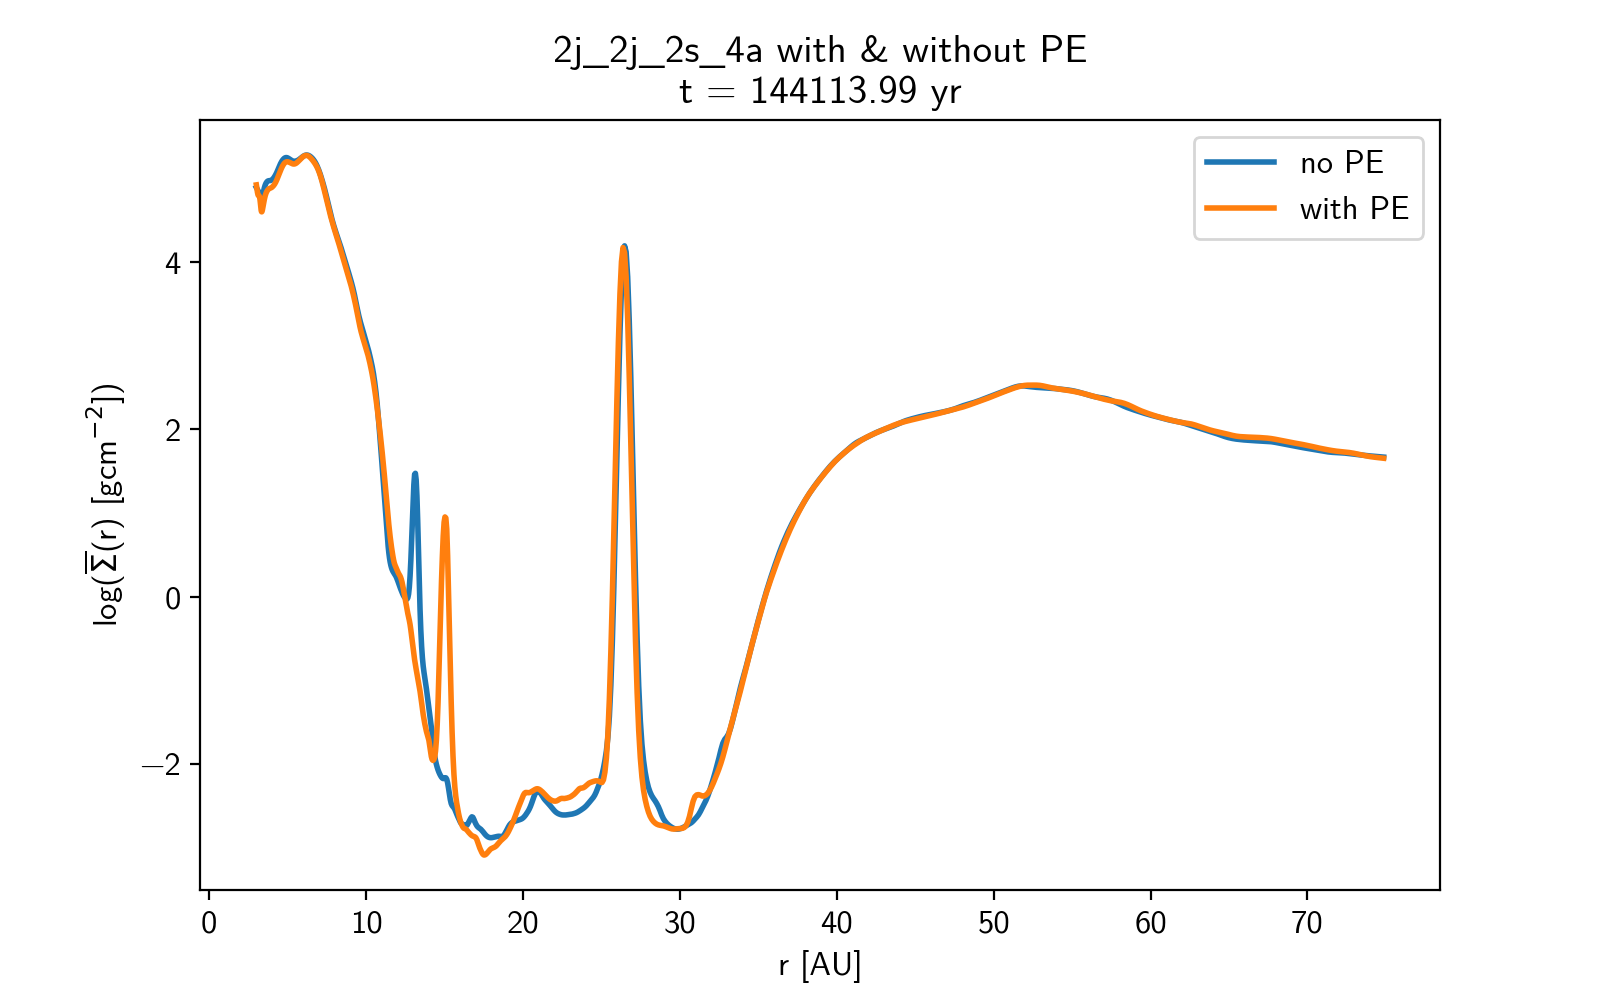 2j_2j_2s_4a with & without PE
t = 144113.99 yr
no PE
with PE
4
2
0
−2
log(Σ̅(r) [gcm⁻²])
0 10 20 30 40 50 60 70
r [AU]